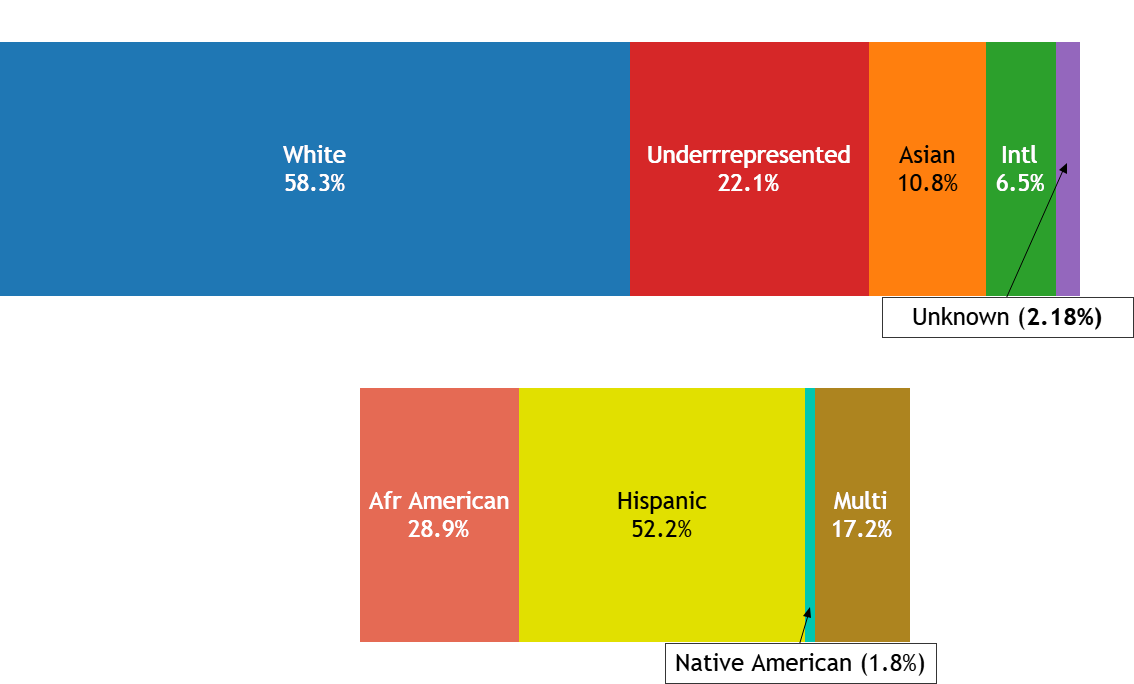 White
58.3%
Underrrepresented
22.1%
Asian
10.8%
Intl
6.5%
Unknown (2.18%)
Afr American
28.9%
Hispanic
52.2%
Multi
17.2%
Native American (1.8%)